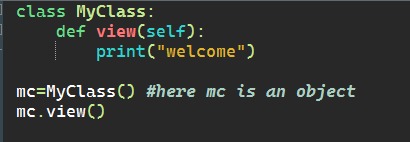 class MyClass:
    def view(self):
        print("welcome")

mc=MyClass() #here mc is an object
mc.view()